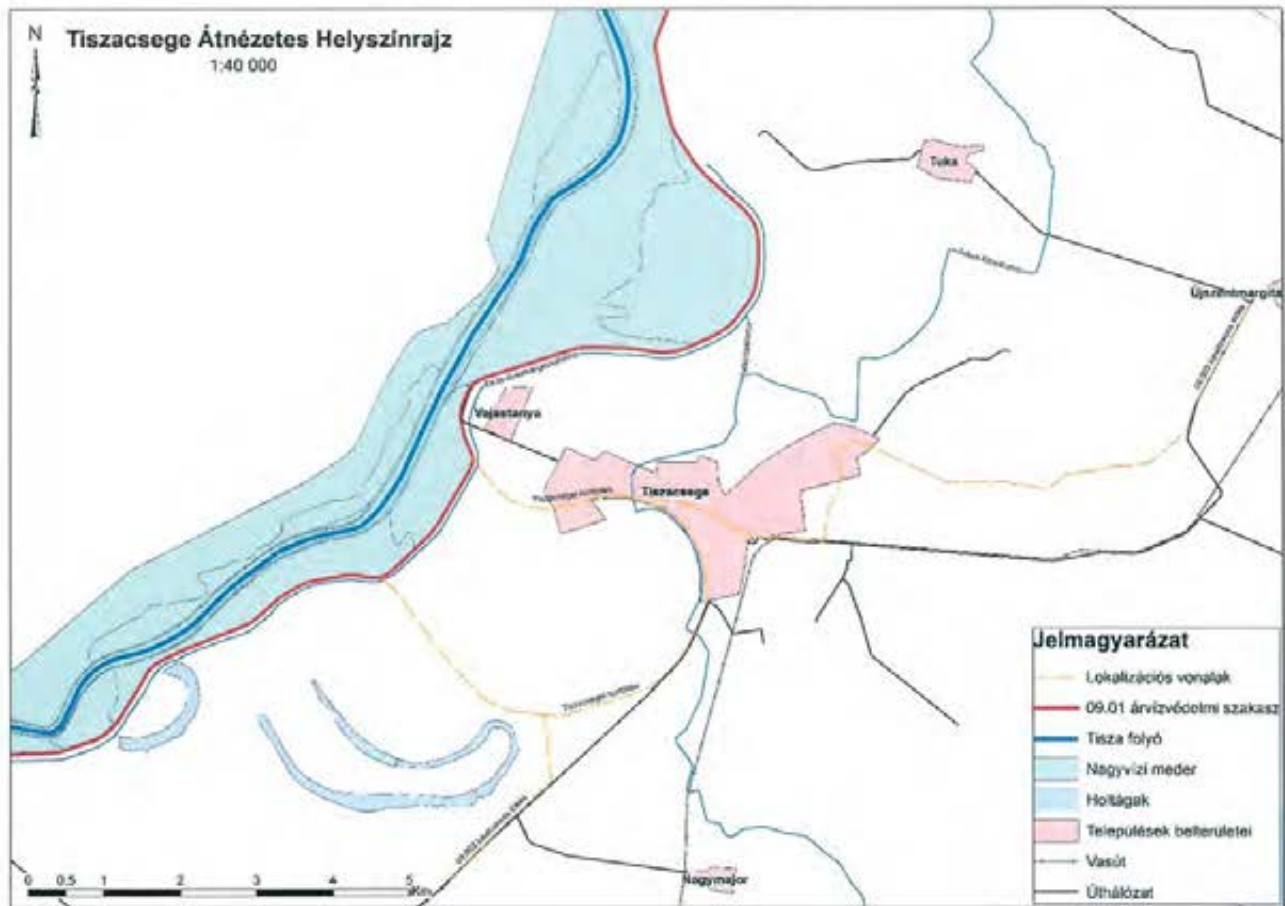 N
Tiszacsege Átnézetes Helyszínrajz
1:40 000
Tuka
Újszentmargita
Vajastanya
Tiszacsege
Nagymajor
Jelmagyarázat
Lokalizációs vonalak
09.01 árvízvédelmi szakasz
Tisza folyó
Nagyvízi meder
Holtágak
Települések belterületei
Vasút
Úthálózat
0 0.5 1 2 3 4 5
Km